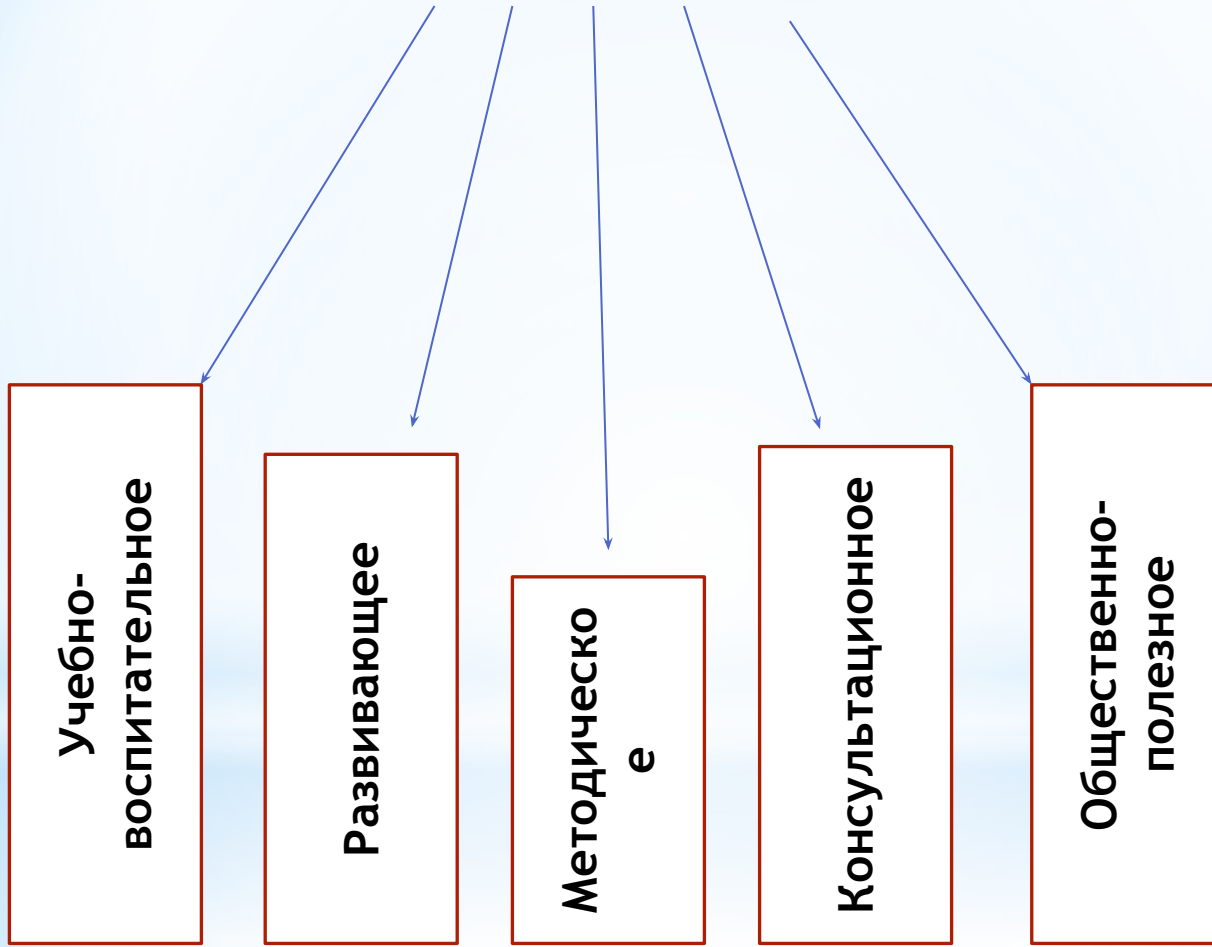 Учебно-
воспитательное
Развивающее
Методическо
е
Консультационное
Общественно-
полезное